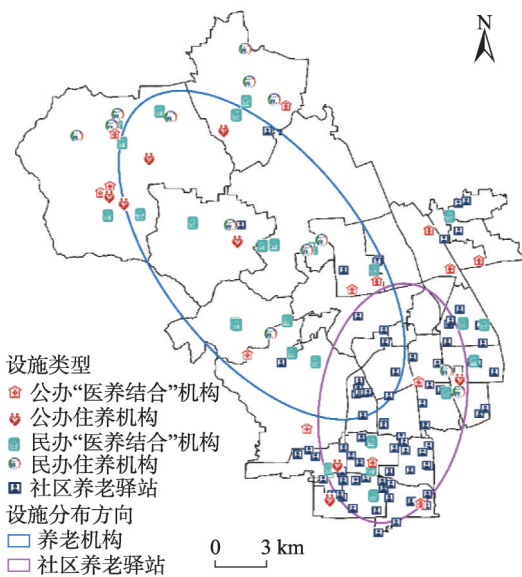 N
设施类型
公办“医养结合”机构
公办住养机构
民办“医养结合”机构
民办住养机构
社区养老驿站
设施分布方向
养老机构
社区养老驿站
0 3 km